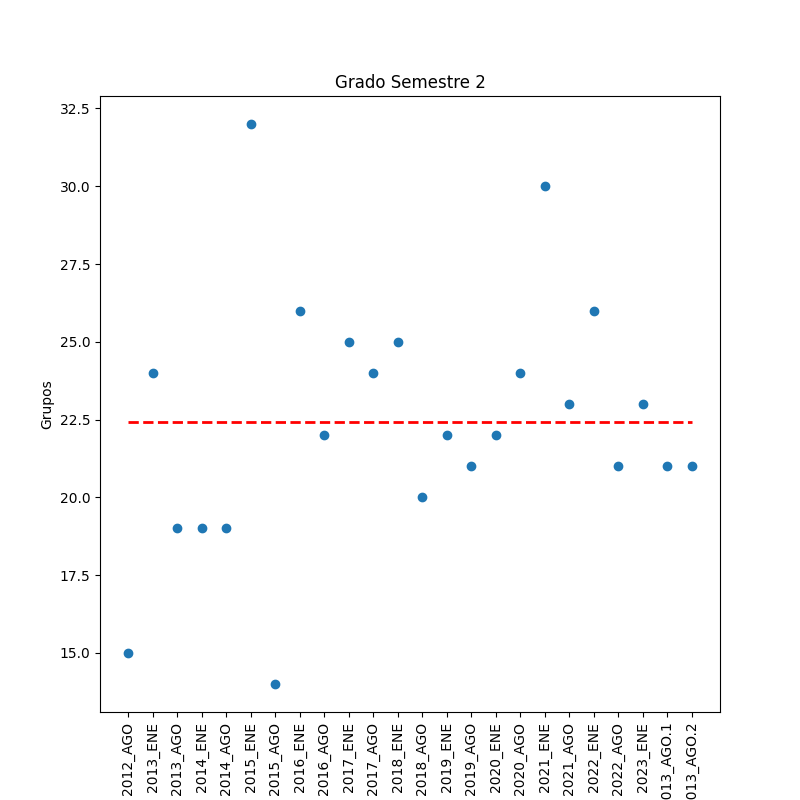 Grado Semestre 2
Grupos
32.5
30.0
27.5
25.0
22.5
20.0
17.5
15.0
2012_AGO
2013_ENE
2013_AGO
2014_ENE
2014_AGO
2015_ENE
2015_AGO
2016_ENE
2016_AGO
2017_ENE
2017_AGO
2018_ENE
2018_AGO
2019_ENE
2019_AGO
2020_ENE
2020_AGO
2021_ENE
2021_AGO
2022_ENE
2022_AGO
2023_ENE
013_AGO.1
013_AGO.2